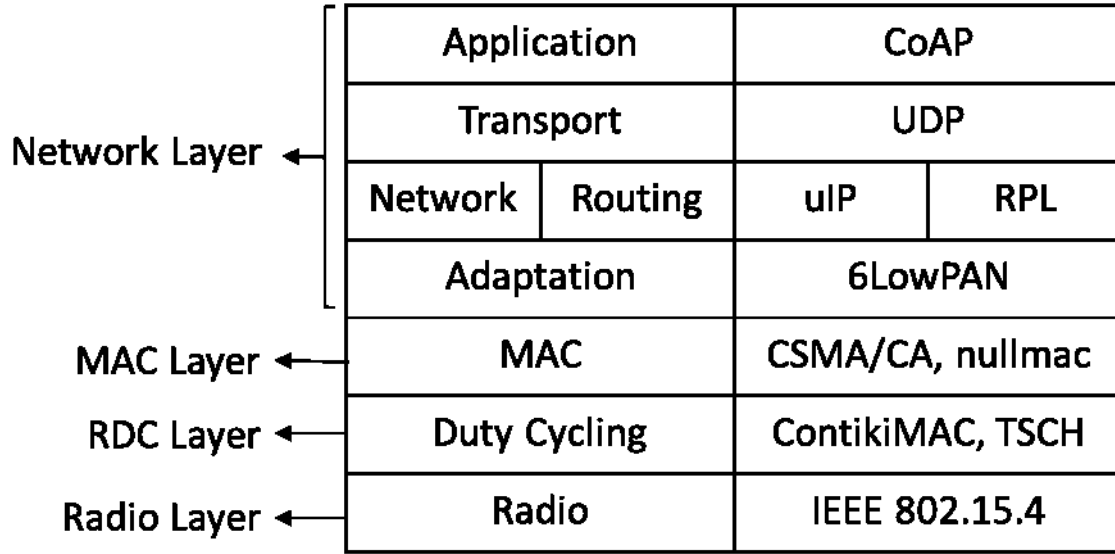 Application CoAP
Transport UDP
Network Layer
Network Routing uIP RPL
Adaptation 6LowPAN
MAC Layer MAC CSMA/CA, nullmac
RDC Layer Duty Cycling ContikiMAC, TSCH
Radio Layer Radio IEEE 802.15.4